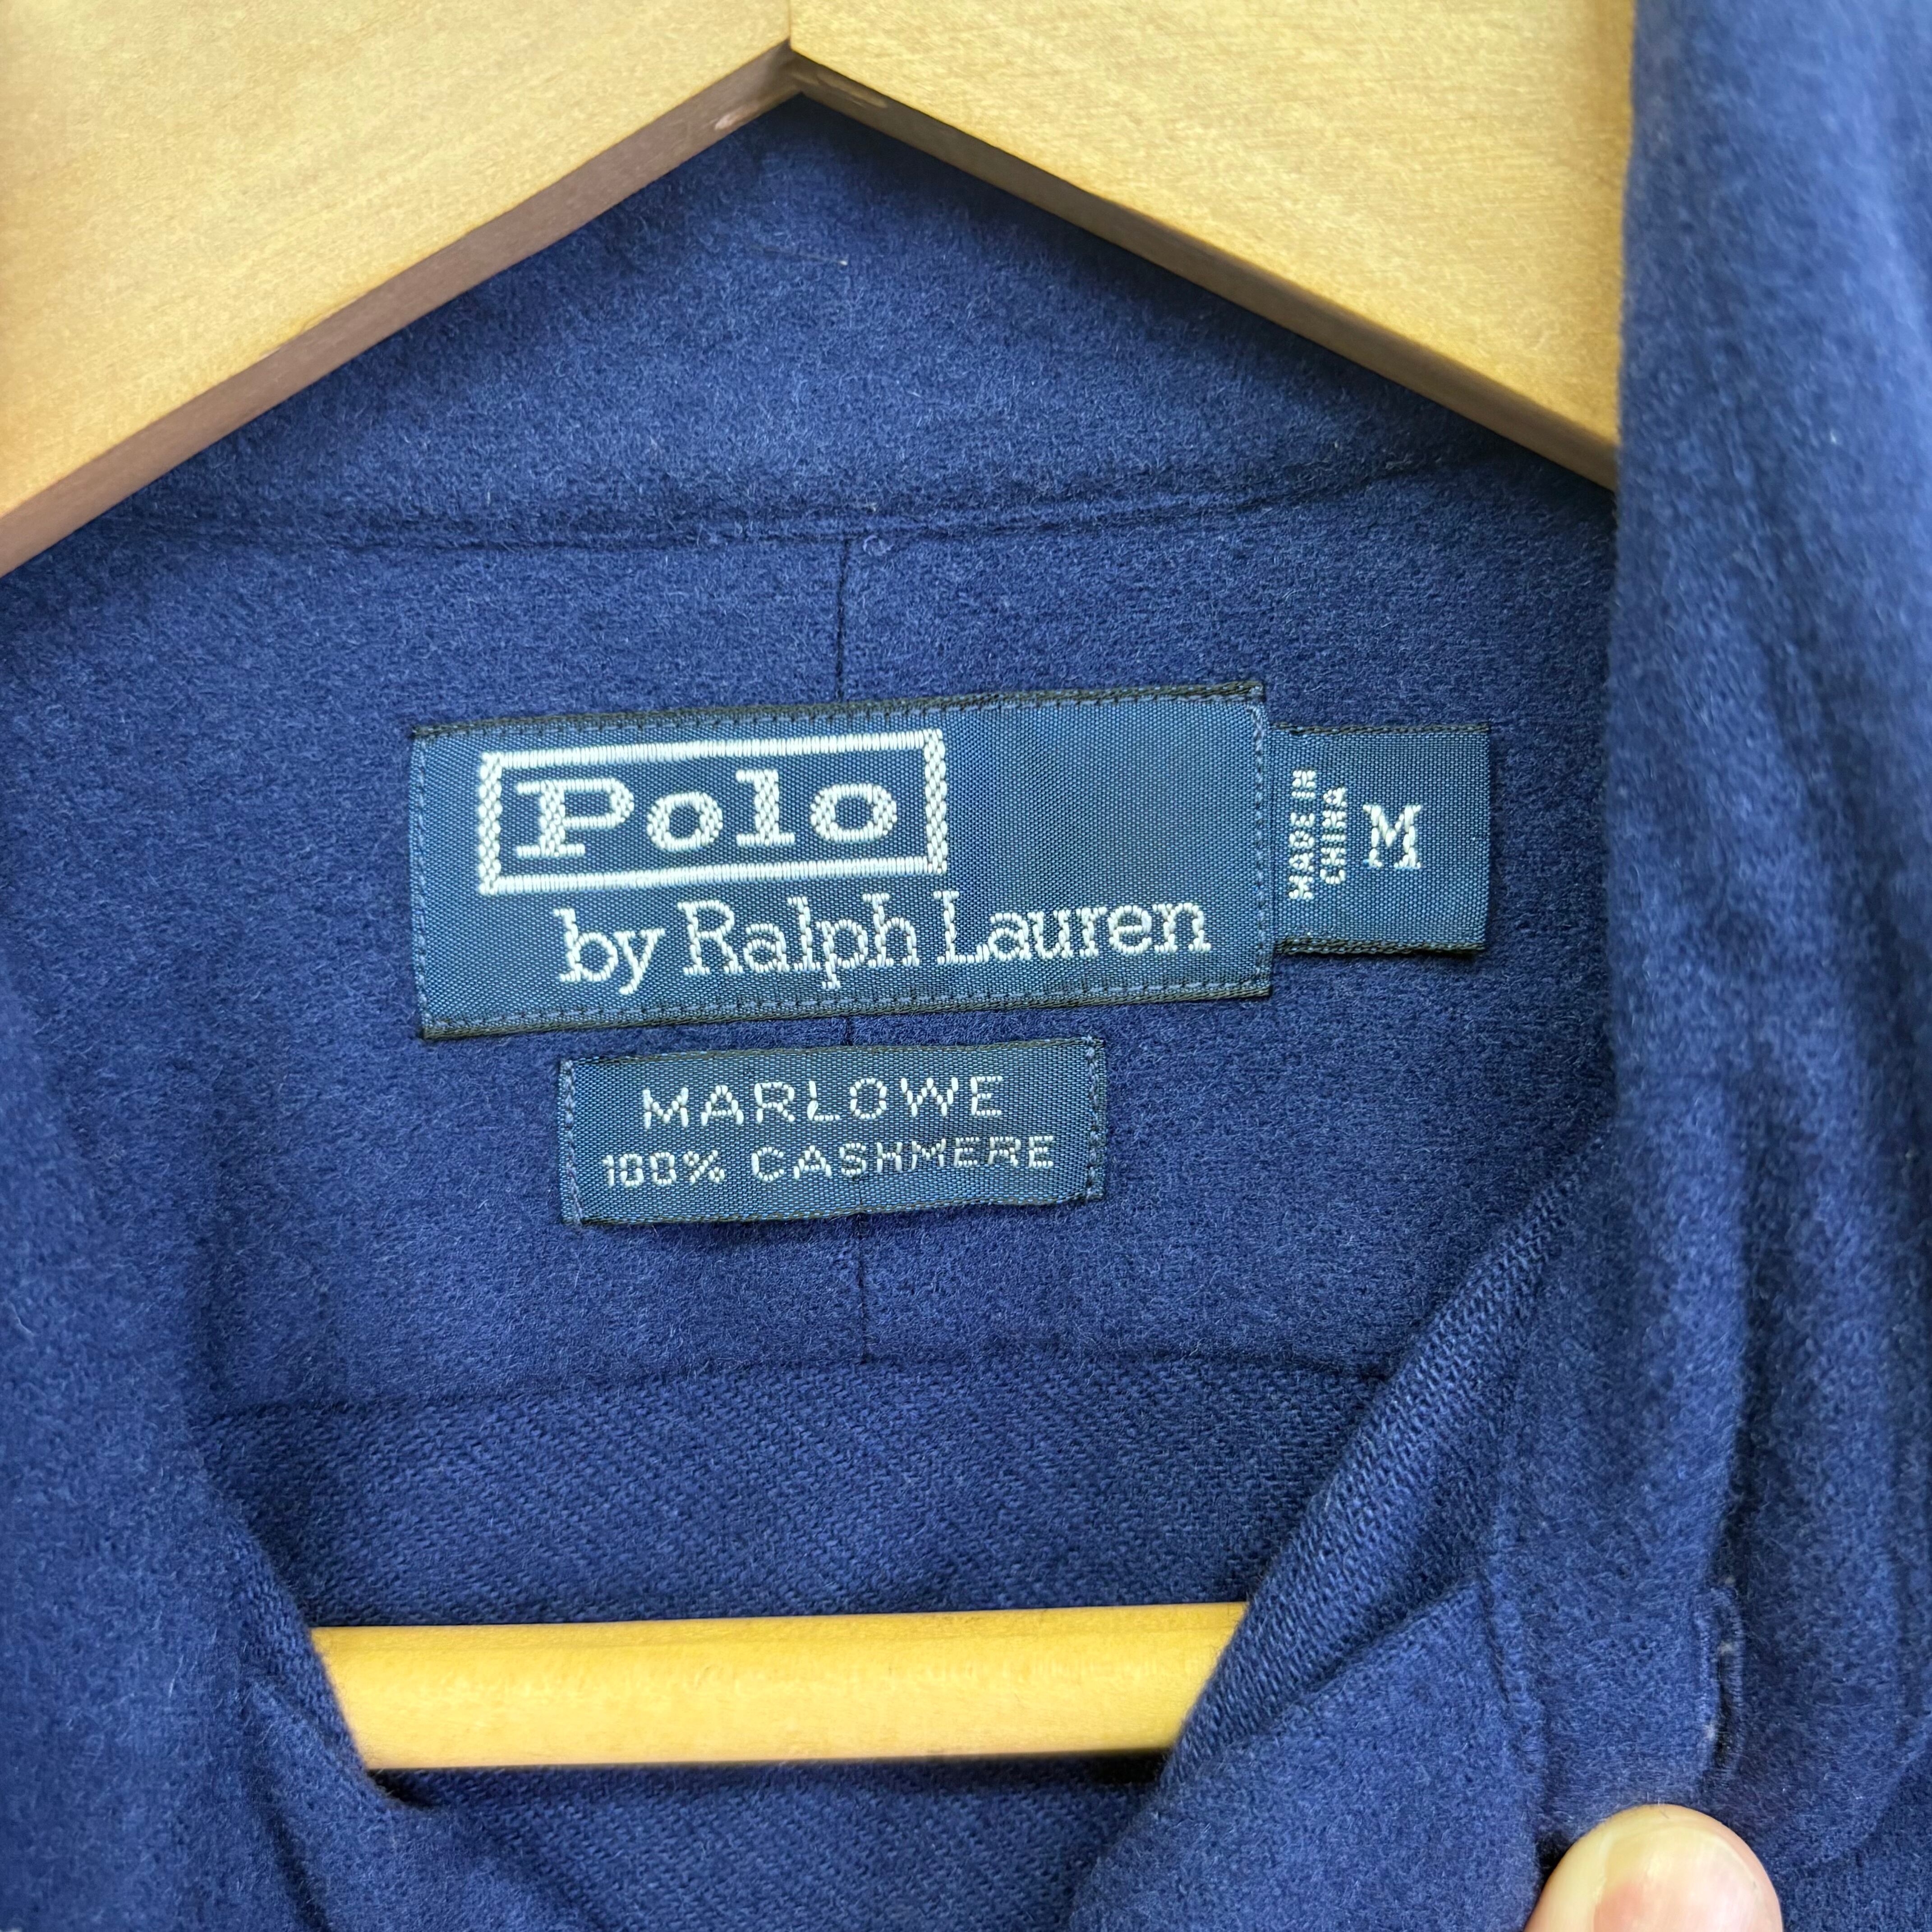 Polo
by Ralph Lauren
MADE IN
CHINA
M
MARLOWE
100% CASHMERE